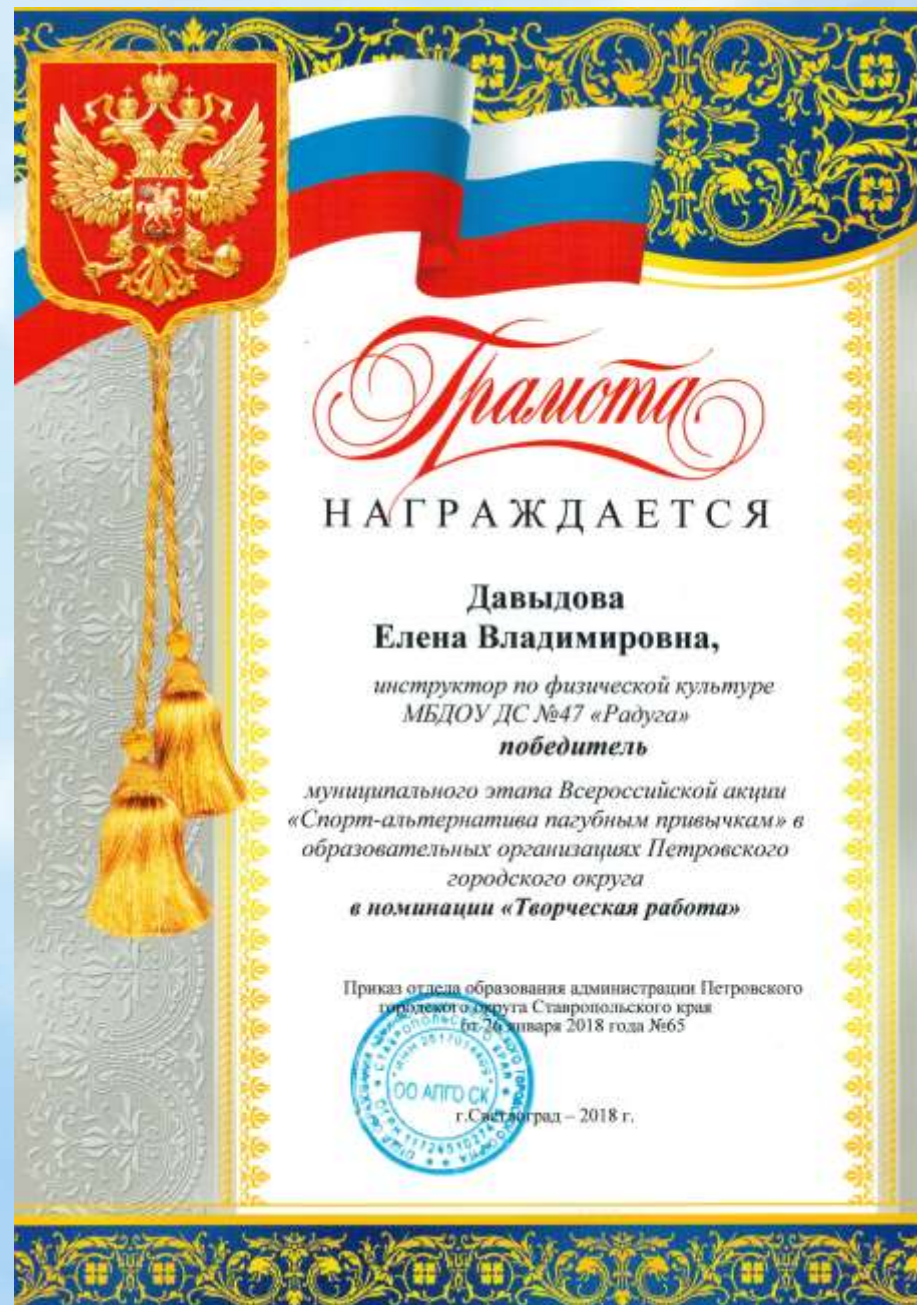 Грамота
НАГРАЖДАЕТСЯ
Давыдова
Елена Владимировна,
инструктор по физической культуре
МБДОУ ДС №47 «Радуга»
победитель
муниципального этапа Всероссийской акции
«Спорт-альтернатива пагубным привычкам» в
образовательных организациях Петровского
городского округа
в номинации «Творческая работа»
Приказ отдела образования администрации Петровского
городского округа Ставропольского края
от 26 января 2018 года №65
ОО АПГО СК
г.Светлоград – 2018 г.